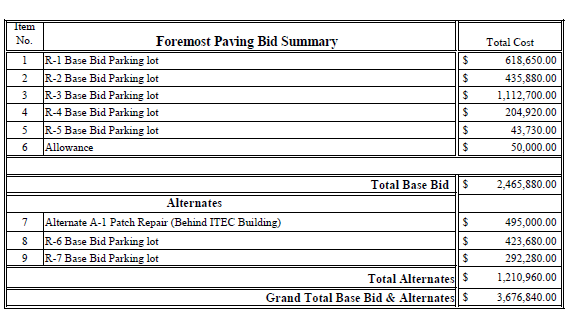 Item
No. Foremost Paving Bid Summary Total Cost
1 R-1 Base Bid Parking lot $ 618,650.00
2 R-2 Base Bid Parking lot $ 435,880.00
3 R-3 Base Bid Parking lot $ 1,112,700.00
4 R-4 Base Bid Parking lot $ 204,920.00
5 R-5 Base Bid Parking lot $ 43,730.00
6 Allowance $ 50,000.00
Total Base Bid $ 2,465,880.00
Alternates
7 Alternate A-1 Patch Repair (Behind ITEC Building) $ 495,000.00
8 R-6 Base Bid Parking lot $ 423,680.00
9 R-7 Base Bid Parking lot $ 292,280.00
Total Alternates $ 1,210,960.00
Grand Total Base Bid & Alternates $ 3,676,840.00